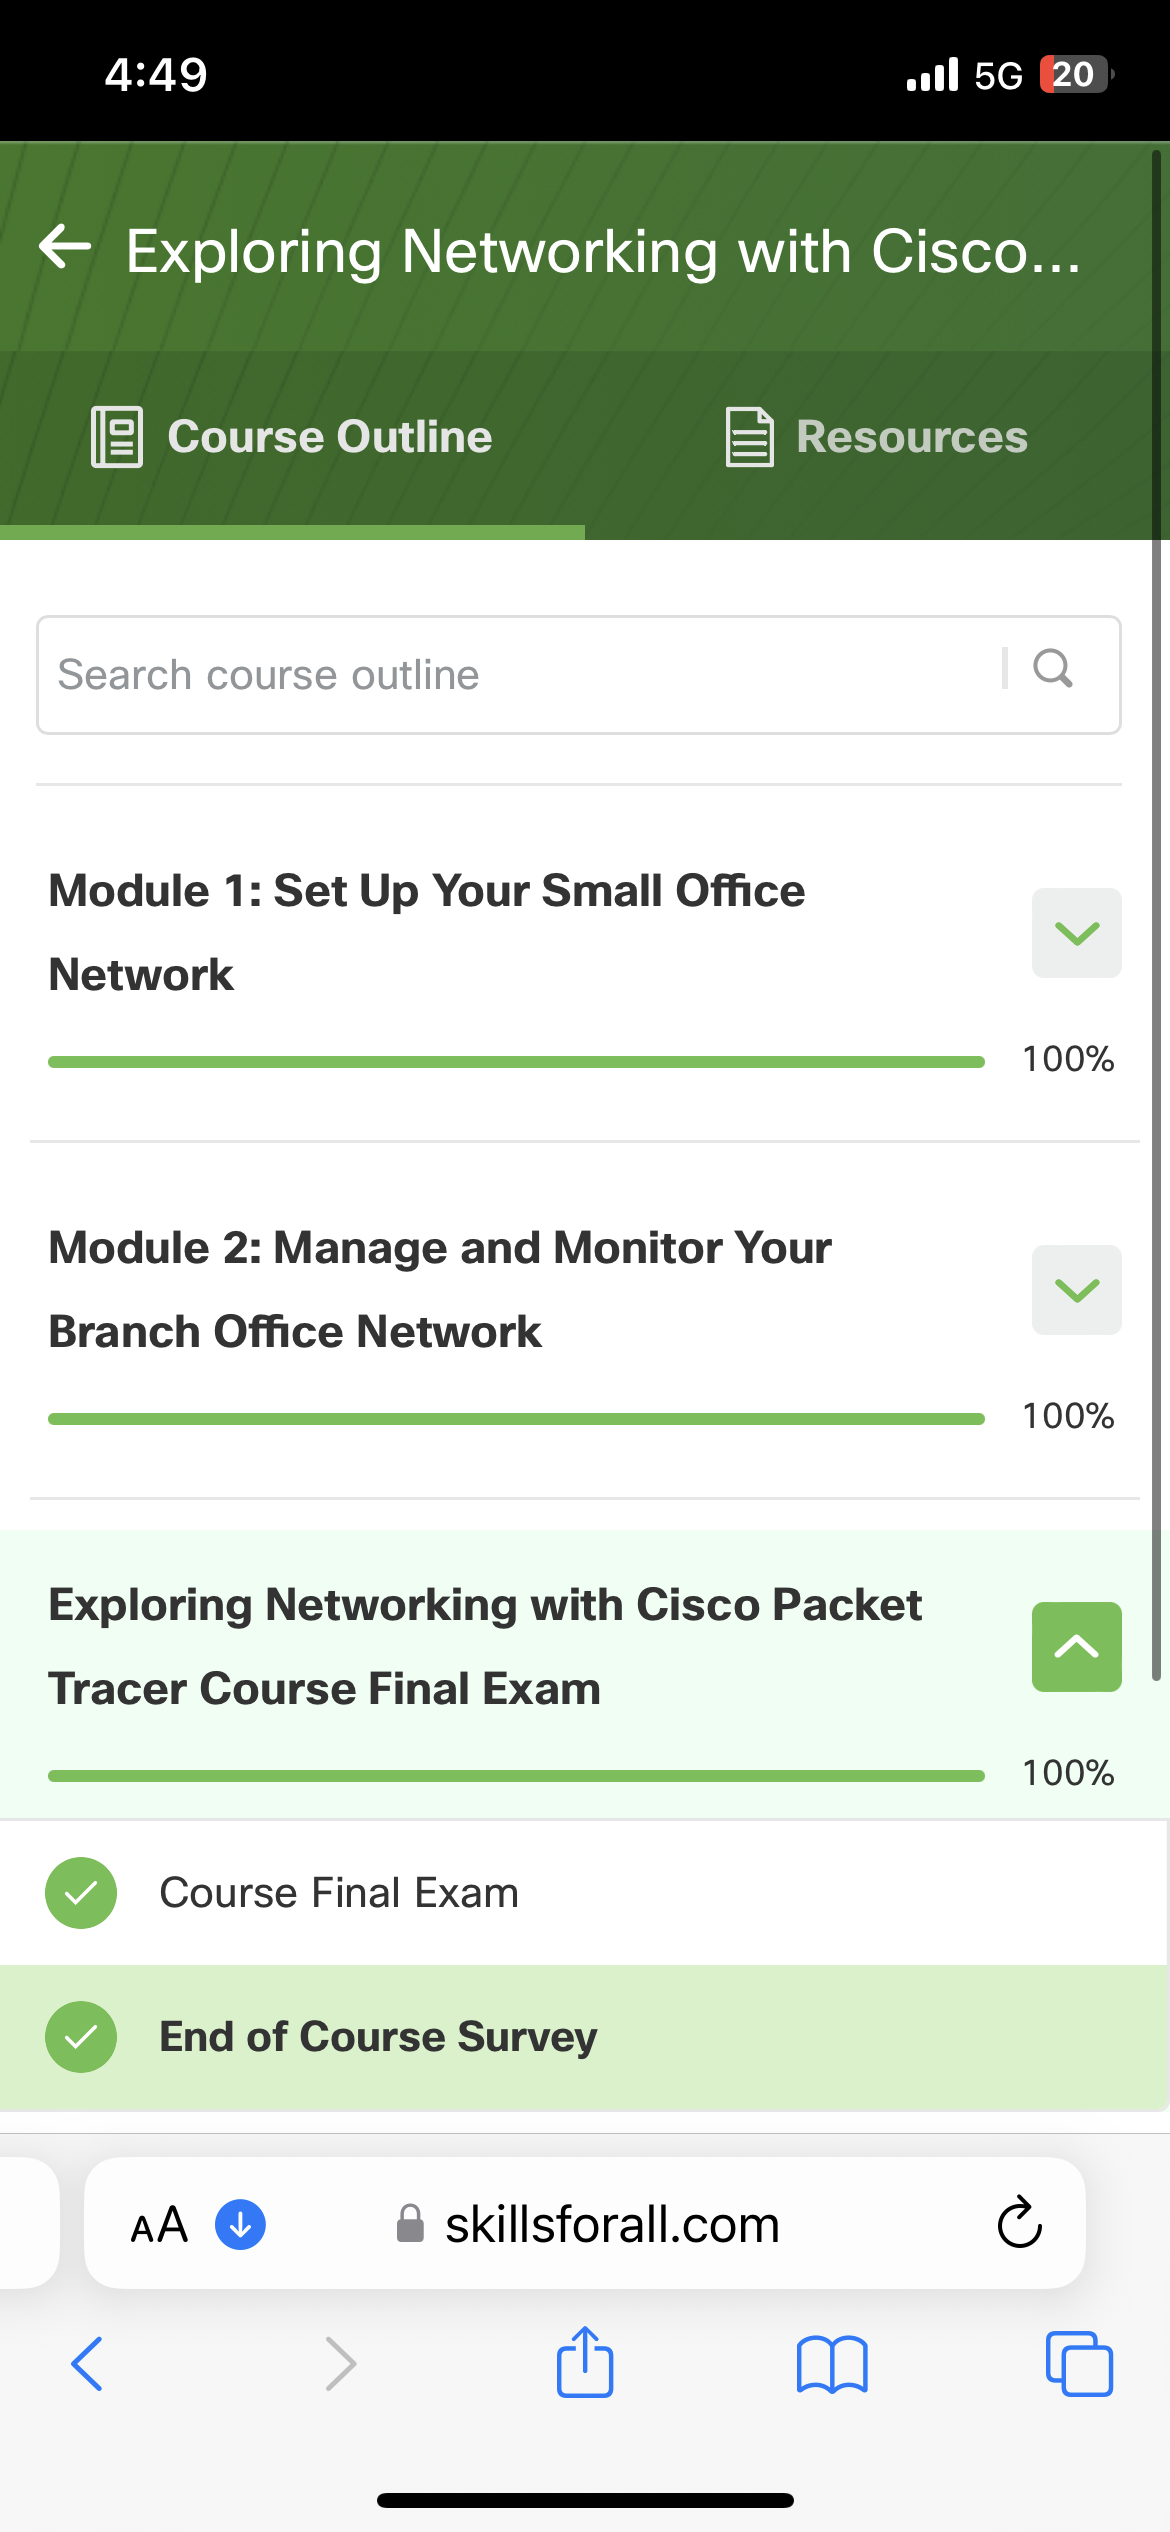 4:49
5G 20
Exploring Networking with Cisco...
Course Outline
Resources
Search course outline
Module 1: Set Up Your Small Office
Network
100%
Module 2: Manage and Monitor Your
Branch Office Network
100%
Exploring Networking with Cisco Packet
Tracer Course Final Exam
100%
Course Final Exam
End of Course Survey
AA skillsforall.com